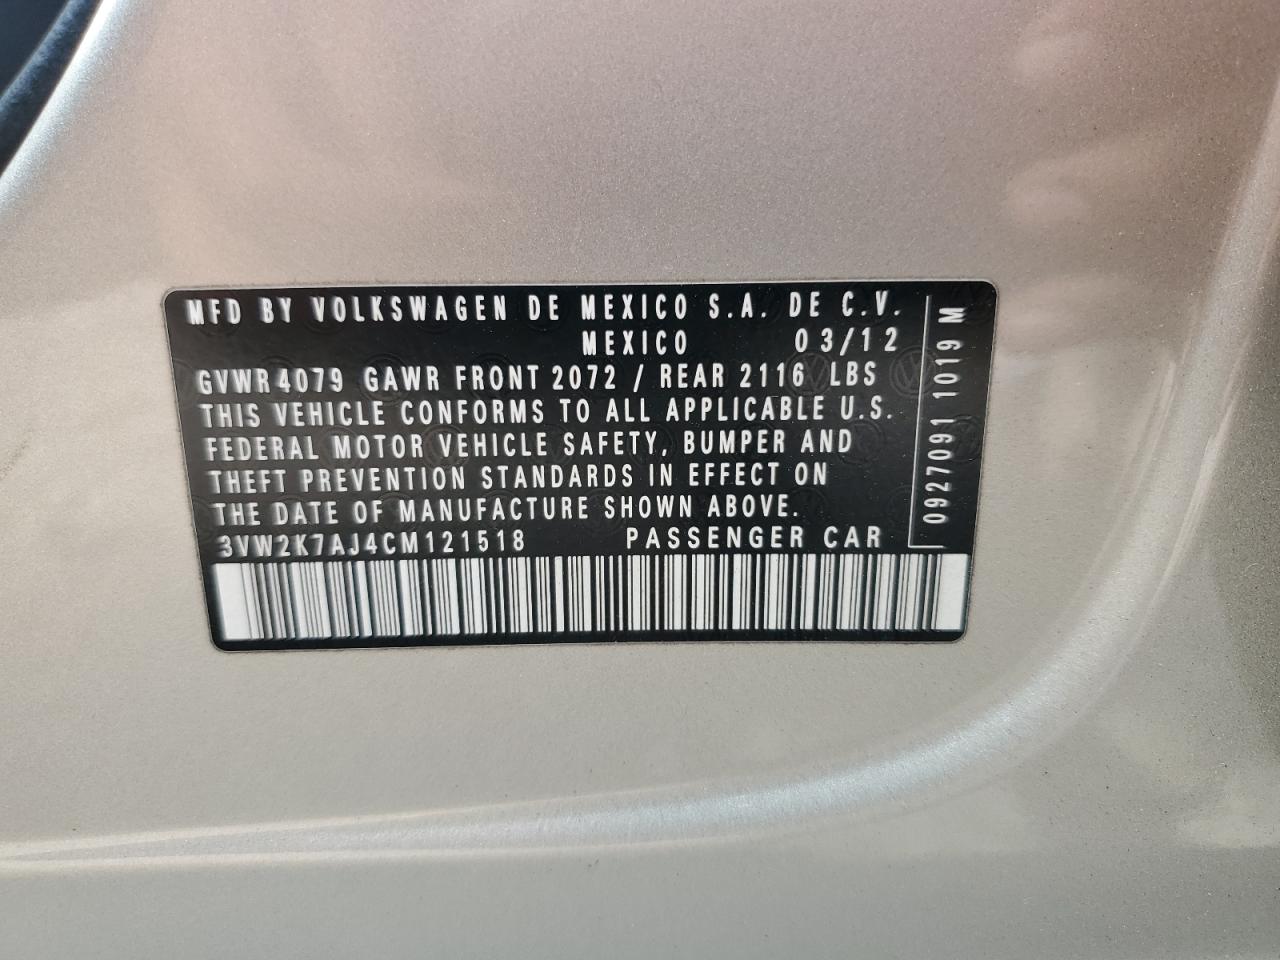 MFD BY VOLKSWAGEN DE MEXICO S.A. DE C.V.
MEXICO 03/12
GVWR 4079 GAWR FRONT 2072 / REAR 2116 LBS
THIS VEHICLE CONFORMS TO ALL APPLICABLE U.S.
FEDERAL MOTOR VEHICLE SAFETY, BUMPER AND
THEFT PREVENTION STANDARDS IN EFFECT ON
THE DATE OF MANUFACTURE SHOWN ABOVE.
3VW2K7AJ4CM121518 PASSENGER CAR
0927091 1019 M